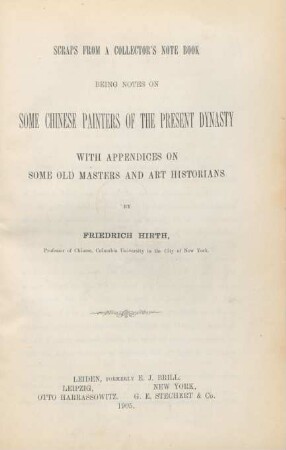 SCRAPS FROM A COLLECTOR'S NOTE BOOK
BEING NOTES ON
SOME CHINESE PAINTERS OF THE PRESENT DYNASTY
WITH APPENDICES ON
SOME OLD MASTERS AND ART HISTORIANS
BY
FRIEDRICH HIRTH,
Professor of Chinese, Columbia University in the City of New York.
LEIDEN, FORMERLY E. J. BRILL.
LEIPZIG, NEW YORK,
OTTO HARRASSOWITZ. G. E. STECHERT & Co.
1905.